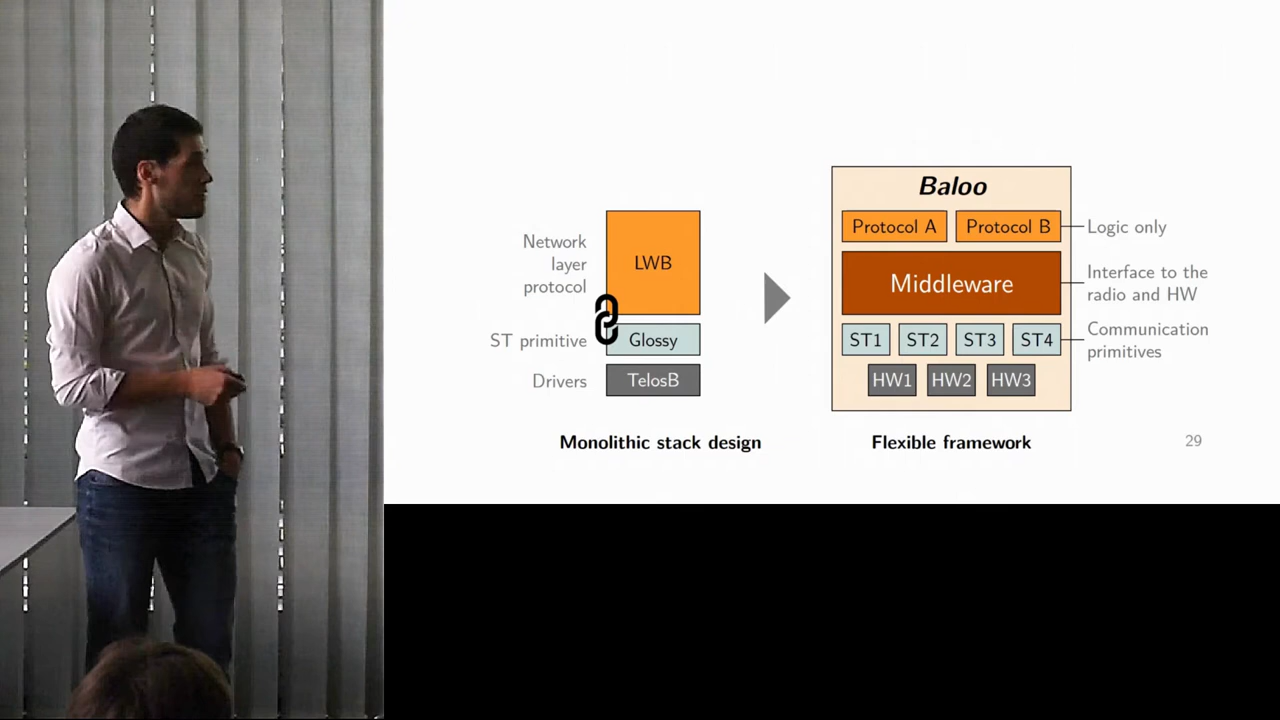 Network
layer
protocol
LWB
ST primitive
Glossy
Drivers
TelosB
Monolithic stack design
Baloo
Protocol A
Protocol B
Logic only
Middleware
Interface to the
radio and HW
ST1
ST2
ST3
ST4
Communication
primitives
HW1
HW2
HW3
Flexible framework
29